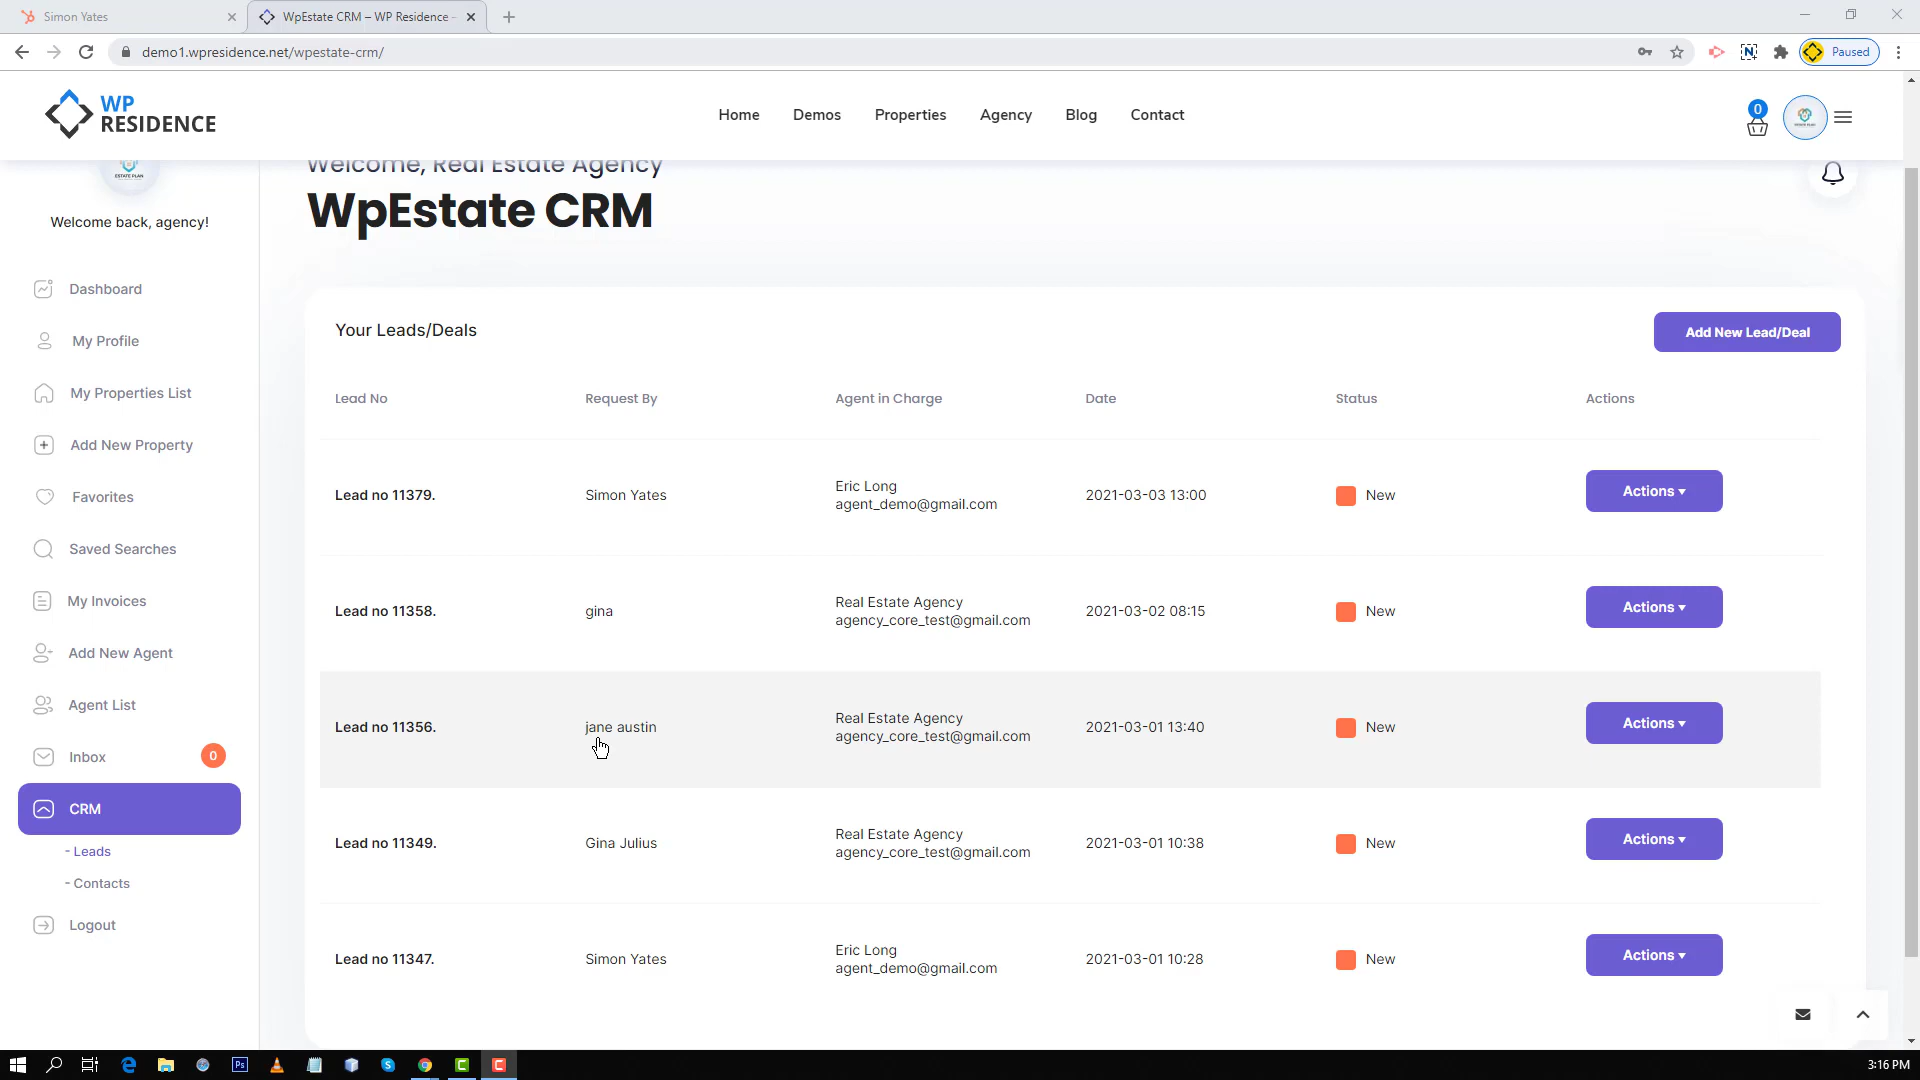 Simon Yates
WpEstate CRM – WP Residence -
demo1.wpresidence.net/wpestate-crm/
Paused
WP
RESIDENCE
Home
Demos
Properties
Agency
Blog
Contact
0
ESTATE PLAN
Welcome back, agency!
Dashboard
My Profile
My Properties List
Add New Property
Favorites
Saved Searches
My Invoices
Add New Agent
Agent List
Inbox
0
CRM
- Leads
- Contacts
Logout
Welcome, Real Estate Agency
WpEstate CRM
Your Leads/Deals
Add New Lead/Deal
Lead No
Request By
Agent in Charge
Date
Status
Actions
Lead no 11379.
Simon Yates
Eric Long
agent_demo@gmail.com
2021-03-03 13:00
New
Actions
Lead no 11358.
gina
Real Estate Agency
agency_core_test@gmail.com
2021-03-02 08:15
New
Actions
Lead no 11356.
jane austin
Real Estate Agency
agency_core_test@gmail.com
2021-03-01 13:40
New
Actions
Lead no 11349.
Gina Julius
Real Estate Agency
agency_core_test@gmail.com
2021-03-01 10:38
New
Actions
Lead no 11347.
Simon Yates
Eric Long
agent_demo@gmail.com
2021-03-01 10:28
New
Actions
Ps
3:16 PM